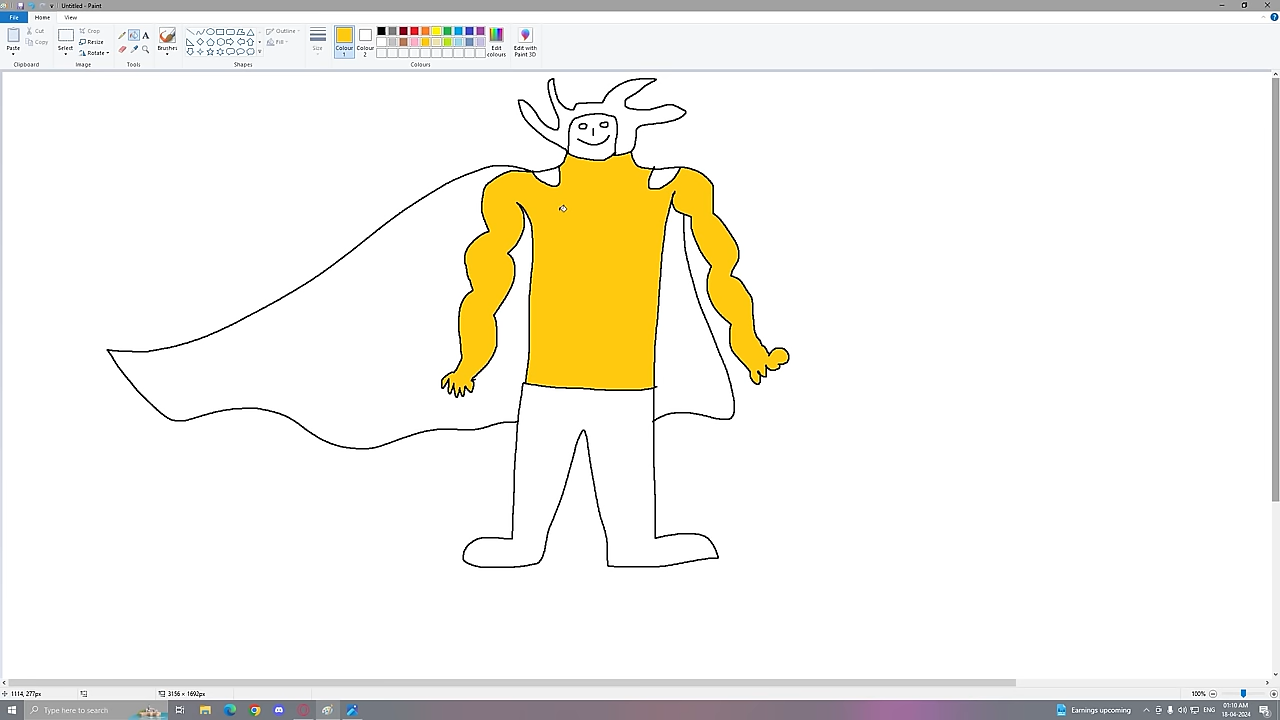 Untitled - Paint
File Home View
Cut Crop Outline
Copy Resize Fill
Paste Select Rotate Brushes Size Colour 1 Colour 2 Edit colours Edit with Paint 3D
Clipboard Image Tools Shapes Colours
1114, 277px 3156 × 1692px 100%
Type here to search Earnings upcoming ENG 01:10 AM
18-04-2024